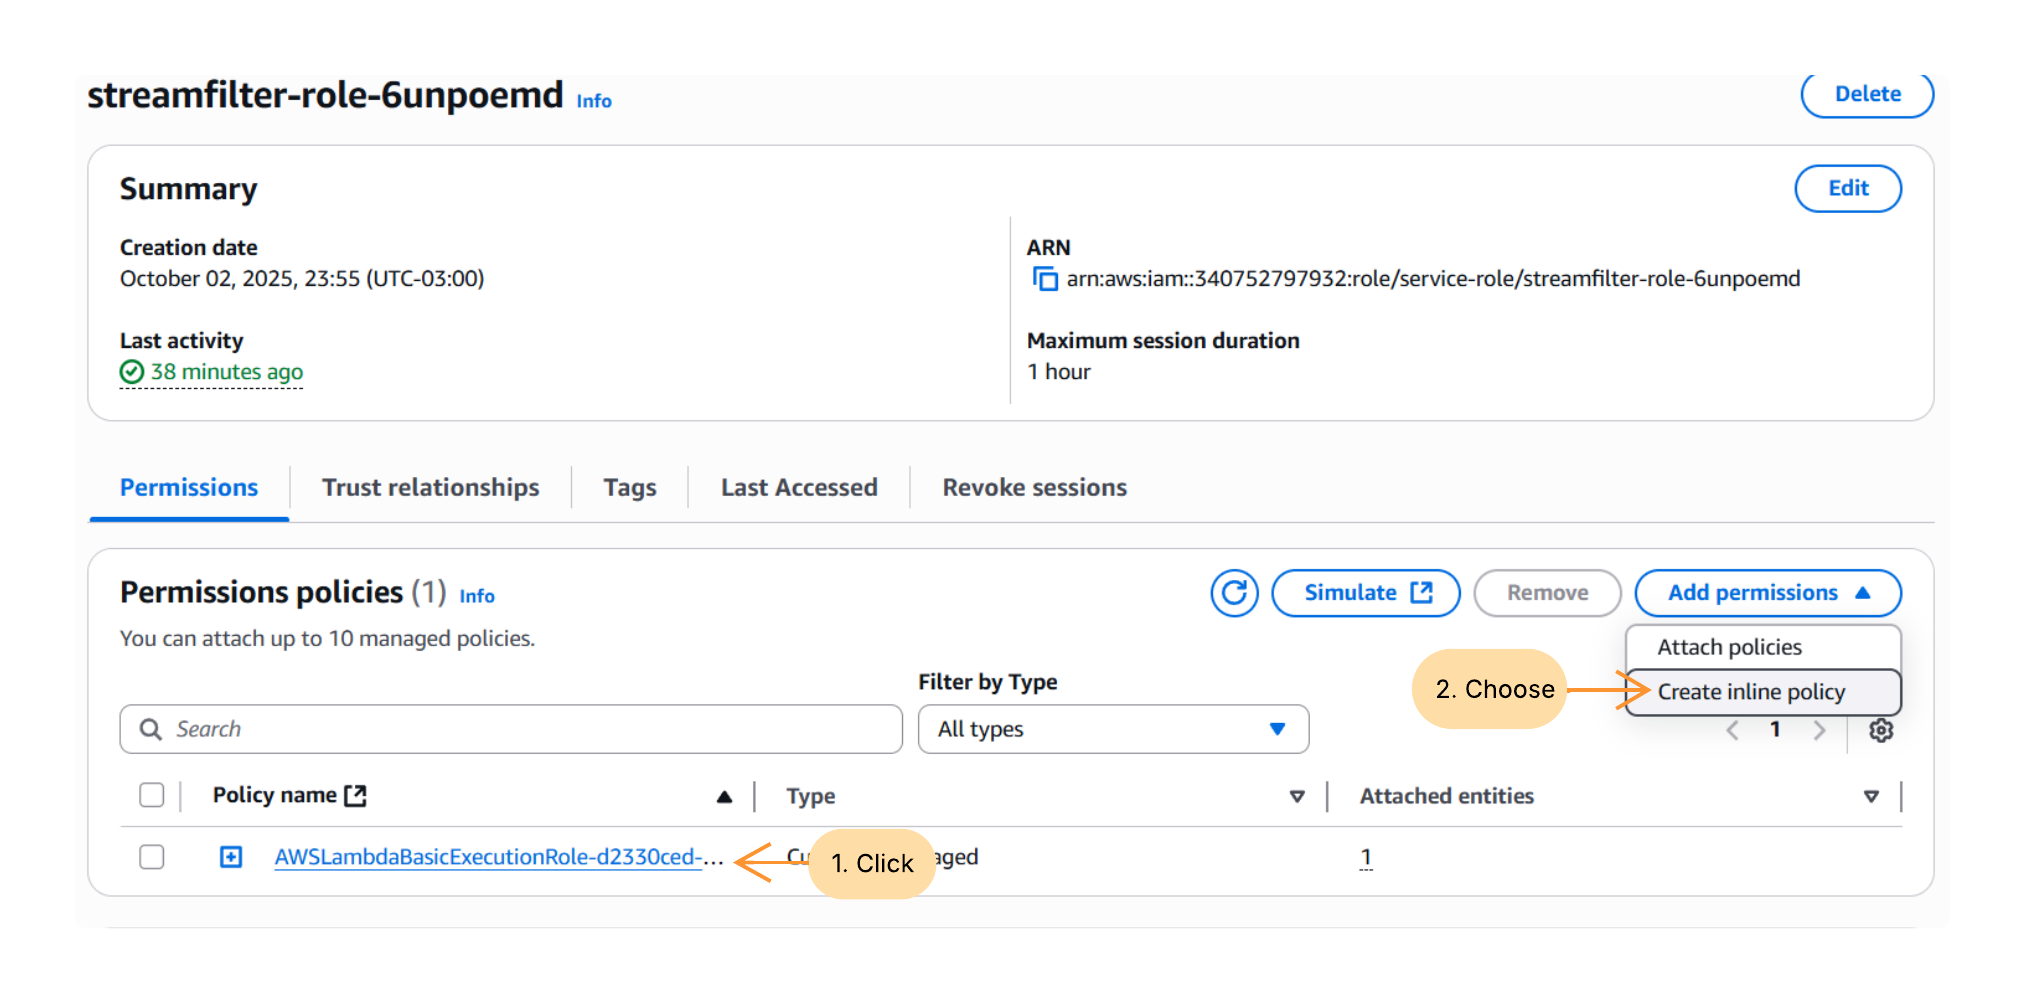 streamfilter-role-6unpoemd Info
Delete
Summary
Edit
Creation date
October 02, 2025, 23:55 (UTC-03:00)
ARN
arn:aws:iam::340752797932:role/service-role/streamfilter-role-6unpoemd
Last activity
38 minutes ago
Maximum session duration
1 hour
Permissions
Trust relationships
Tags
Last Accessed
Revoke sessions
Permissions policies (1) Info
You can attach up to 10 managed policies.
Simulate
Remove
Add permissions
Attach policies
Create inline policy
2. Choose
Filter by Type
Search
All types
1
Policy name
Type
Attached entities
AWSLambdaBasicExecutionRole-d2330ced-...
1. Click
1